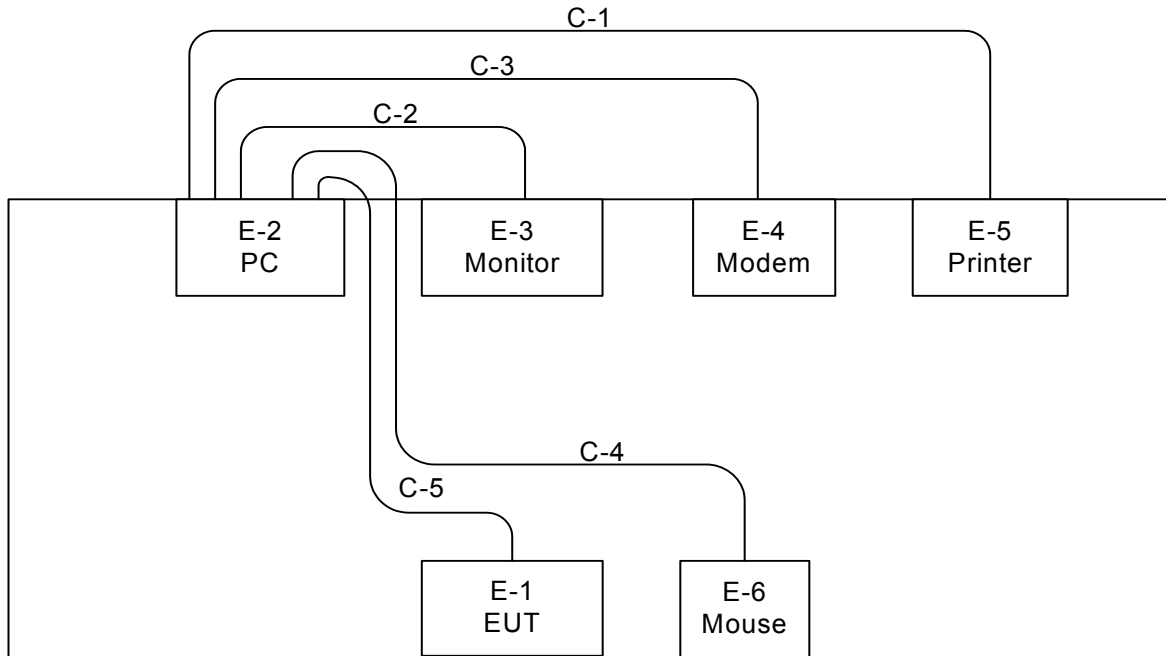 C-1
C-3
C-2
E-2
PC
E-3
Monitor
E-4
Modem
E-5
Printer
C-4
C-5
E-1
EUT
E-6
Mouse